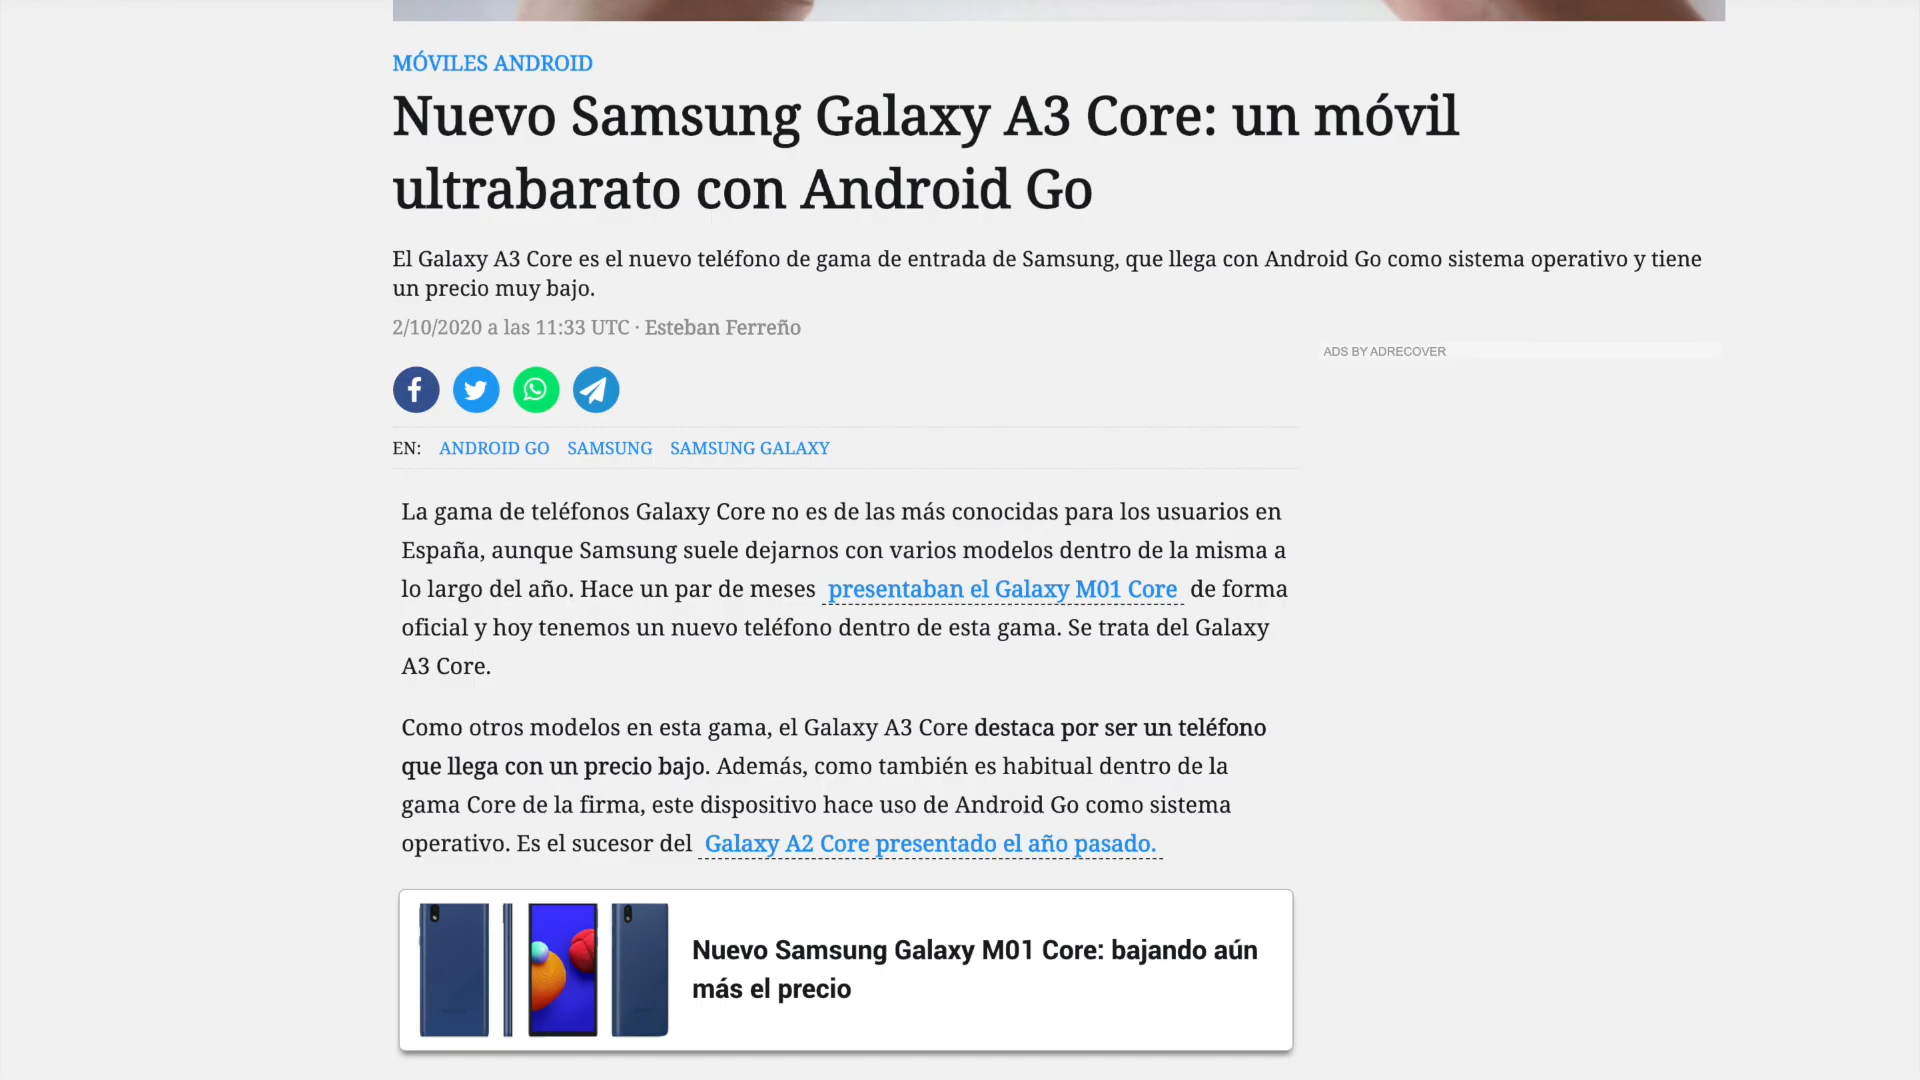 MÓVILES ANDROID
Nuevo Samsung Galaxy A3 Core: un móvil
ultrabarato con Android Go
El Galaxy A3 Core es el nuevo teléfono de gama de entrada de Samsung, que llega con Android Go como sistema operativo y tiene
un precio muy bajo.
2/10/2020 a las 11:33 UTC · Esteban Ferreño
ADS BY ADRECOVER
EN: ANDROID GO SAMSUNG SAMSUNG GALAXY
La gama de teléfonos Galaxy Core no es de las más conocidas para los usuarios en
España, aunque Samsung suele dejarnos con varios modelos dentro de la misma a
lo largo del año. Hace un par de meses presentaban el Galaxy M01 Core de forma
oficial y hoy tenemos un nuevo teléfono dentro de esta gama. Se trata del Galaxy
A3 Core.
Como otros modelos en esta gama, el Galaxy A3 Core destaca por ser un teléfono
que llega con un precio bajo. Además, como también es habitual dentro de la
gama Core de la firma, este dispositivo hace uso de Android Go como sistema
operativo. Es el sucesor del Galaxy A2 Core presentado el año pasado.
Nuevo Samsung Galaxy M01 Core: bajando aún
más el precio